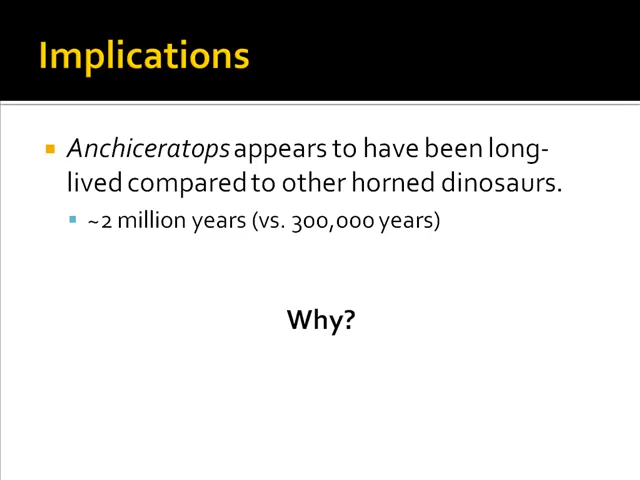 Implications
Anchiceratops appears to have been long-
lived compared to other horned dinosaurs.
~2 million years (vs. 300,000 years)
Why?